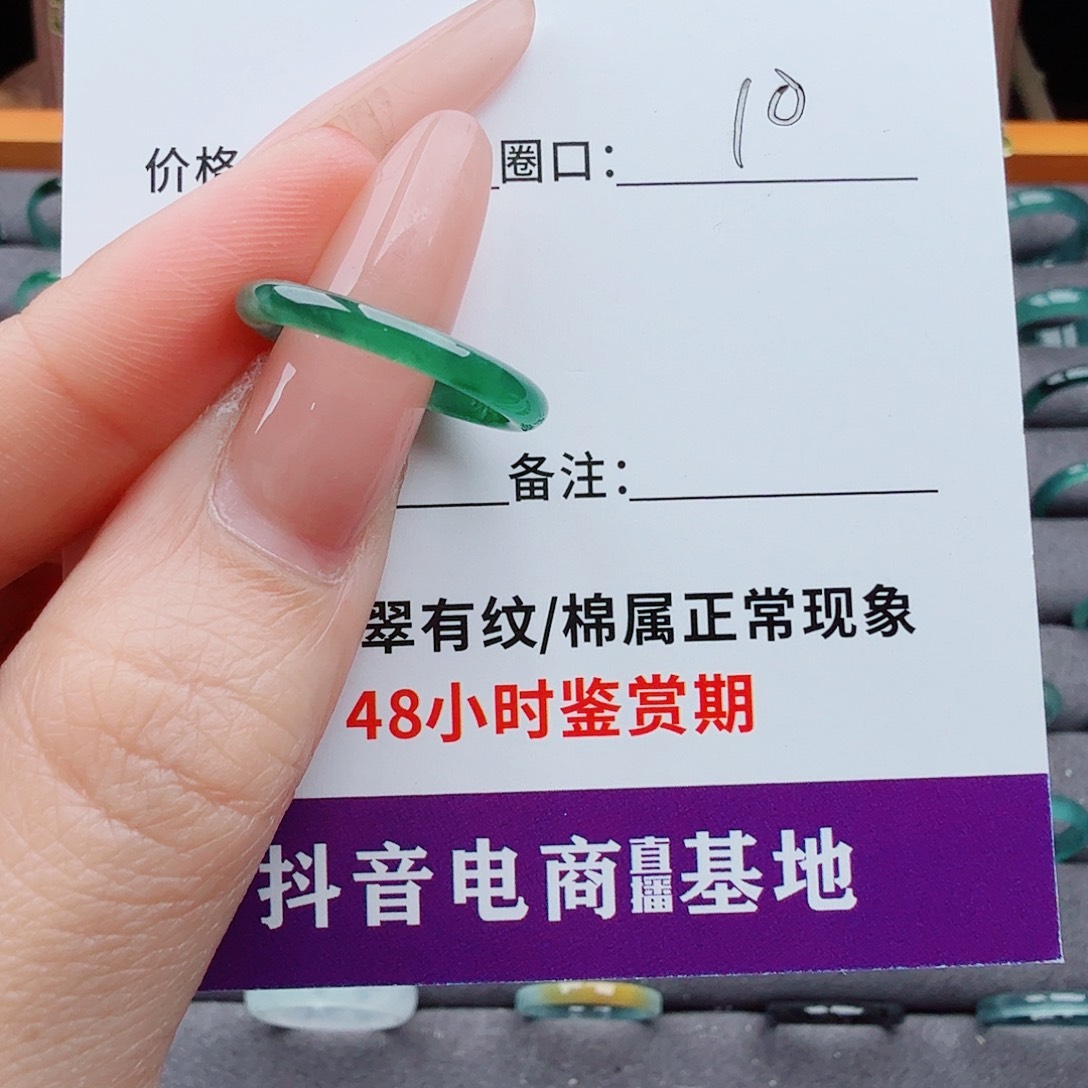 价格 圈口： 10
备注：
翠有纹/棉属正常现象
48小时鉴赏期
抖音电商直播基地